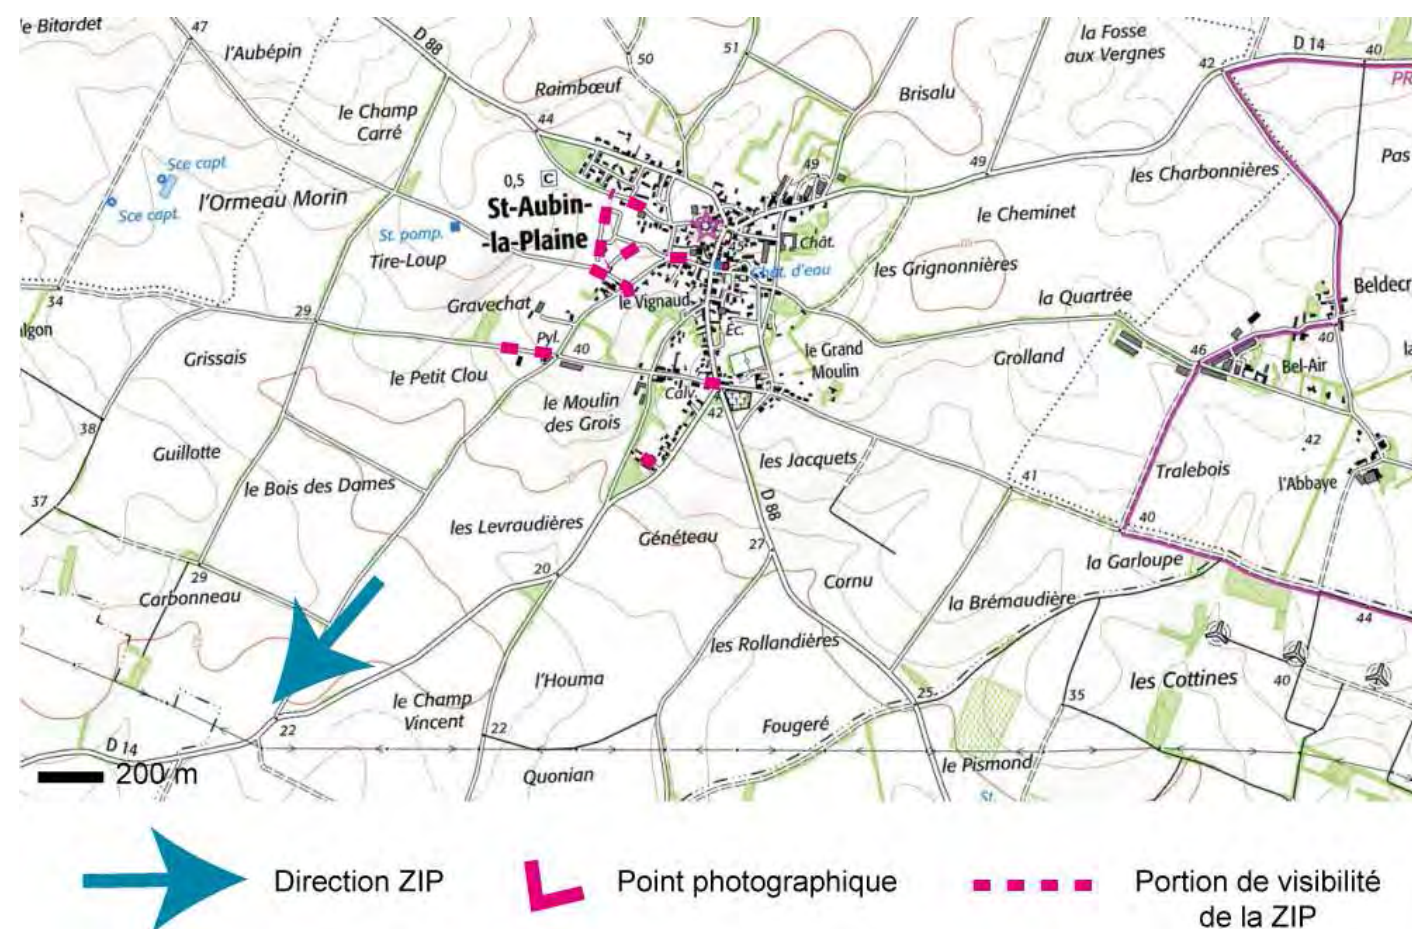 le Bitardet
47
l'Aubépin
D 88
50
51
la Fosse
aux Vergnes
42
D 14
40
PR
Raimbœuf
Brisalu
le Champ
Carré
44
Sce capt.
49
49
les Charbonnières
Pas
0,5
C
l'Ormeau Morin
St-Aubin-
-la-Plaine
le Cheminet
Sce capt.
St. pomp.
Tire-Loup
Chât.
Chât. d'eau
les Grignonnières
34
29
Gravechat
le Vignaud
la Quartrée
Beldecr
Grissais
Pyl.
40
Éc.
le Grand
Moulin
Grolland
46
40
Bel-Air
le Petit Clou
le Moulin
des Grois
Calv.
42
38
Guillotte
les Jacquets
42
Tralebois
l'Abbaye
le Bois des Dames
D 88
41
37
les Levraudières
Généteau
27
40
la Garloupe
29
Carbonneau
20
Cornu
la Brémaudière
44
les Rollandières
l'Houma
les Cottines
40
le Champ
Vincent
25
35
22
22
Fougeré
D 14
200 m
Quonian
le Pismond
St.
Direction ZIP
Point photographique
Portion de visibilité
de la ZIP